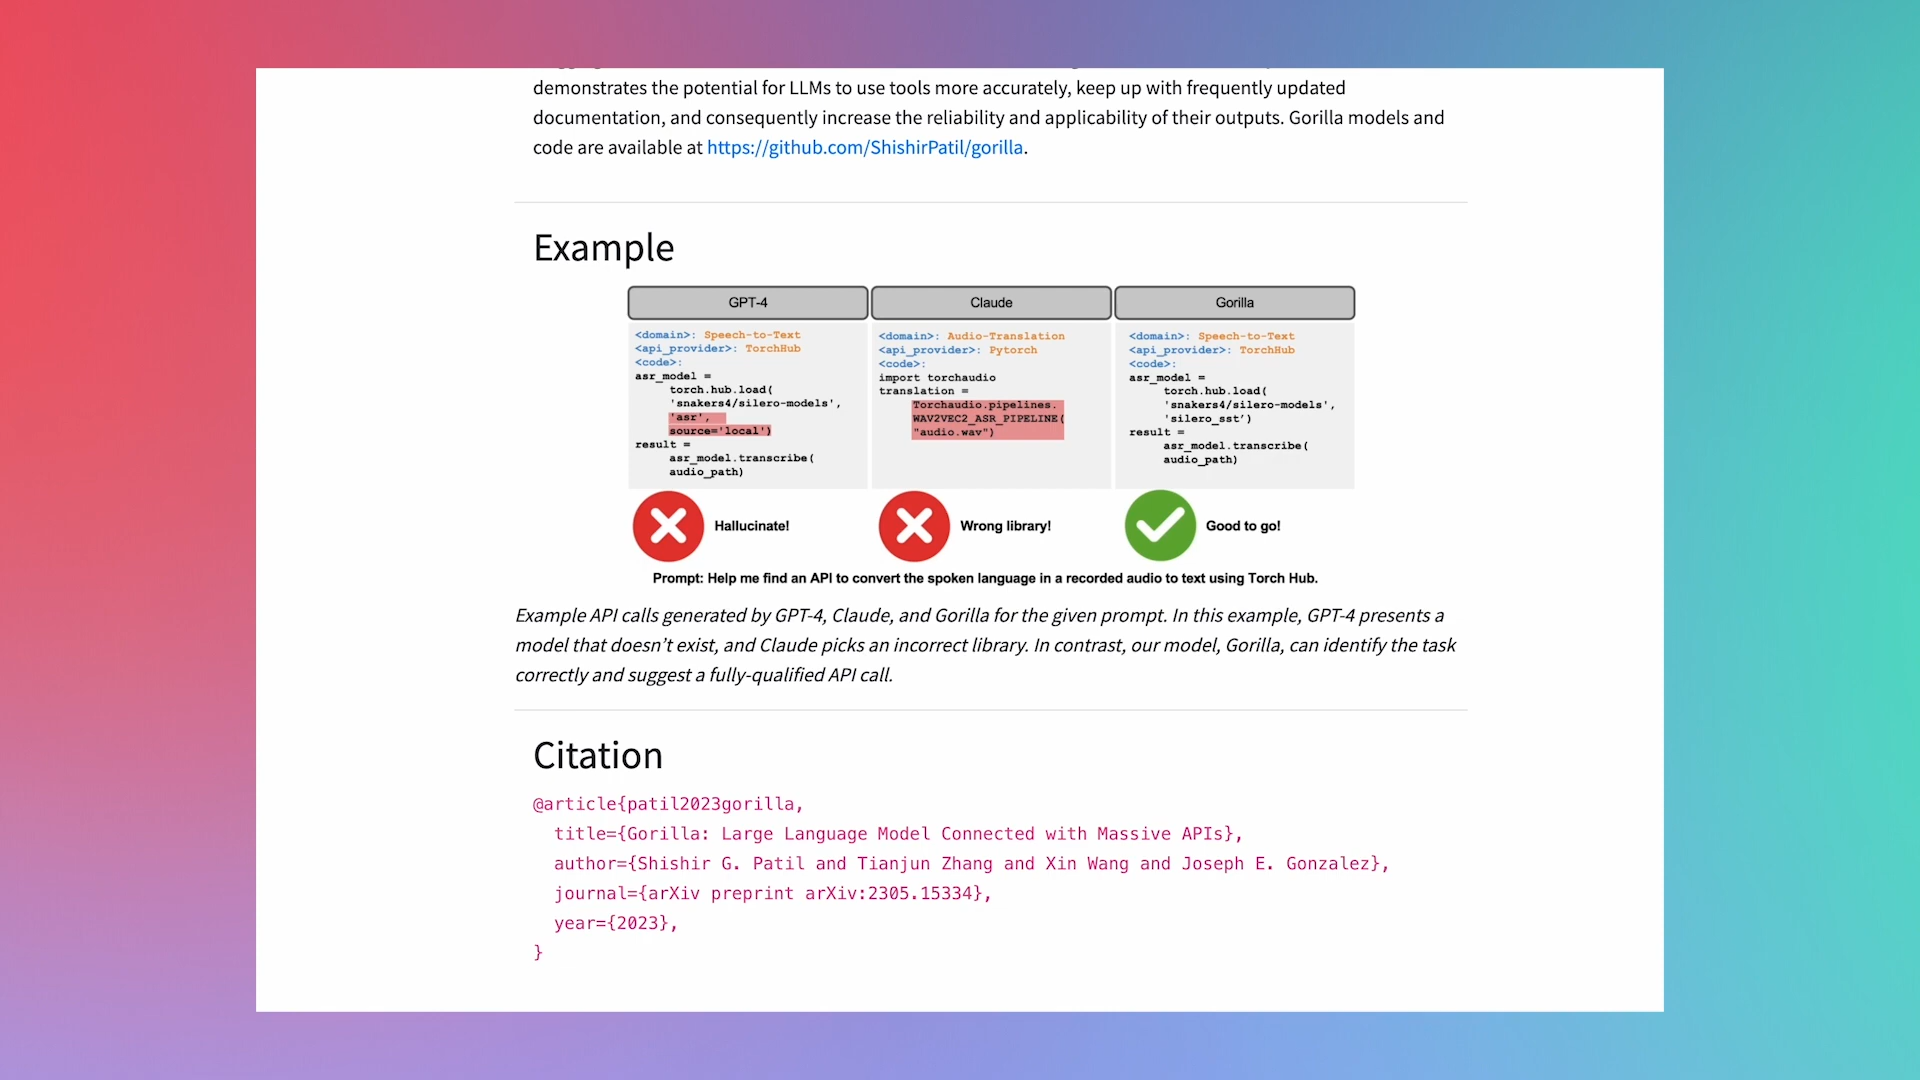 demonstrates the potential for LLMs to use tools more accurately, keep up with frequently updated
documentation, and consequently increase the reliability and applicability of their outputs. Gorilla models and
code are available at https://github.com/ShishirPatil/gorilla.
Example
GPT-4
<domain>: Speech-to-Text
<api_provider>: TorchHub
<code>:
asr_model =
torch.hub.load(
'snakers4/silero-models',
'asr',
source='local')
result =
asr_model.transcribe(
audio_path)
Hallucinate!
Claude
<domain>: Audio-Translation
<api_provider>: Pytorch
<code>:
import torchaudio
translation =
Torchaudio.pipelines.
WAV2VEC2_ASR_PIPELINE(
"audio.wav")
Wrong library!
Gorilla
<domain>: Speech-to-Text
<api_provider>: TorchHub
<code>:
asr_model =
torch.hub.load(
'snakers4/silero-models',
'silero_sst')
result =
asr_model.transcribe(
audio_path)
Good to go!
Prompt: Help me find an API to convert the spoken language in a recorded audio to text using Torch Hub.
Example API calls generated by GPT-4, Claude, and Gorilla for the given prompt. In this example, GPT-4 presents a
model that doesn’t exist, and Claude picks an incorrect library. In contrast, our model, Gorilla, can identify the task
correctly and suggest a fully-qualified API call.
Citation
@article{patil2023gorilla,
title={Gorilla: Large Language Model Connected with Massive APIs},
author={Shishir G. Patil and Tianjun Zhang and Xin Wang and Joseph E. Gonzalez},
journal={arXiv preprint arXiv:2305.15334},
year={2023},
}